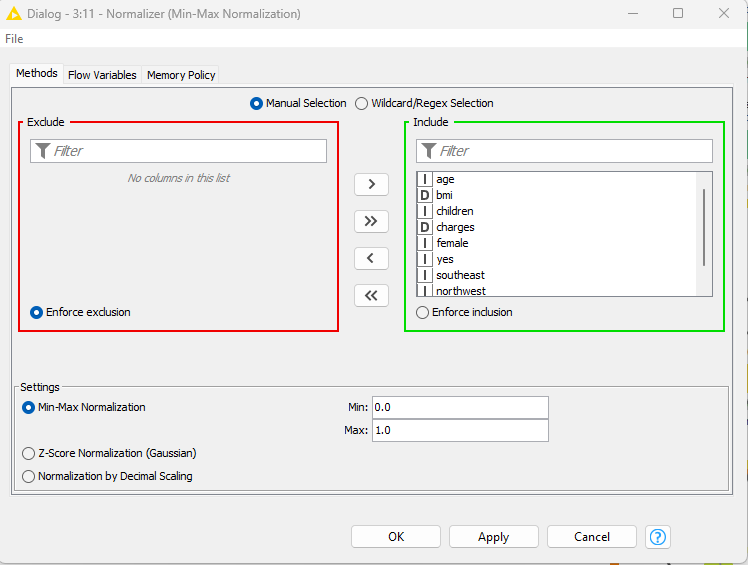 Dialog - 3:11 - Normalizer (Min-Max Normalization)
File
Methods Flow Variables Memory Policy
Manual Selection Wildcard/Regex Selection
Exclude
Filter
No columns in this list
Enforce exclusion
> 
>>
<
<<
Include
Filter
I age
D bmi
I children
D charges
I female
I yes
I southeast
I northwest
Enforce inclusion
Settings
Min-Max Normalization
Min: 0.0
Max: 1.0
Z-Score Normalization (Gaussian)
Normalization by Decimal Scaling
OK Apply Cancel ?